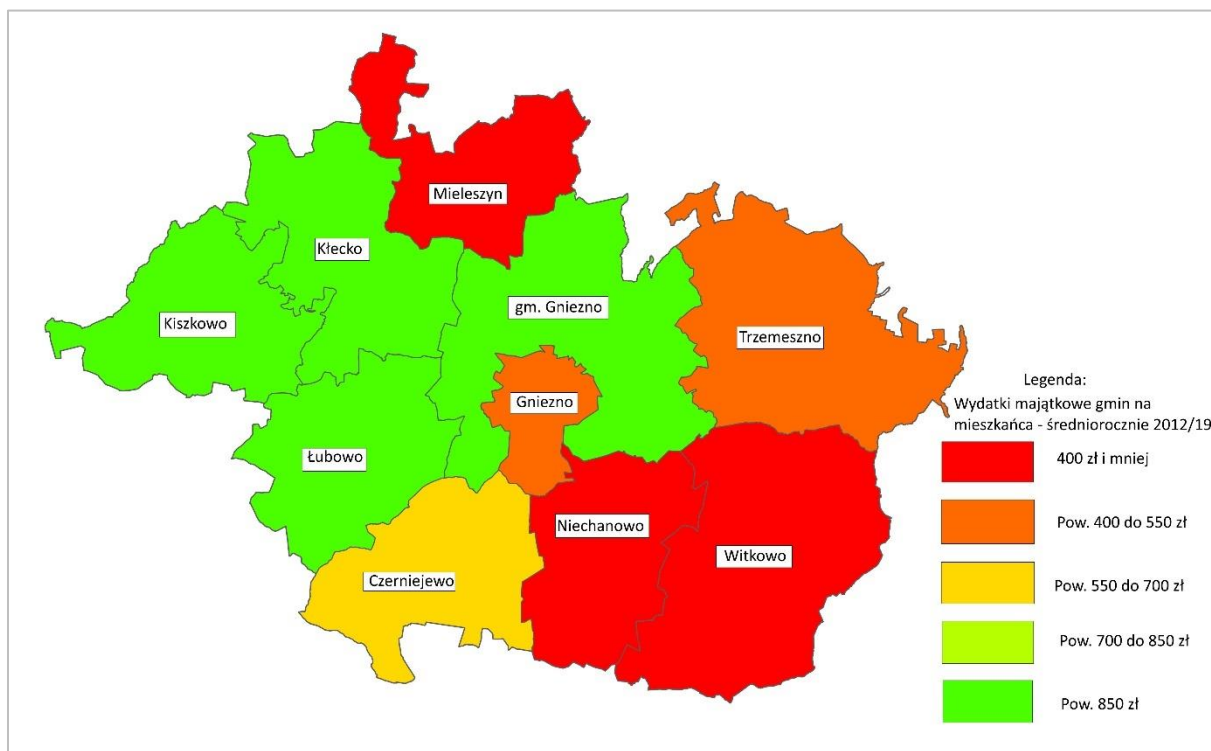 Mieleszyn
Kłecko
gm. Gniezno
Kiszkowo
Trzemeszno
Gniezno
Łubowo
Niechanowo
Witkowo
Czerniejewo
Legenda:
Wydatki majątkowe gmin na
mieszkańca - średniorocznie 2012/19
400 zł i mniej
Pow. 400 do 550 zł
Pow. 550 do 700 zł
Pow. 700 do 850 zł
Pow. 850 zł